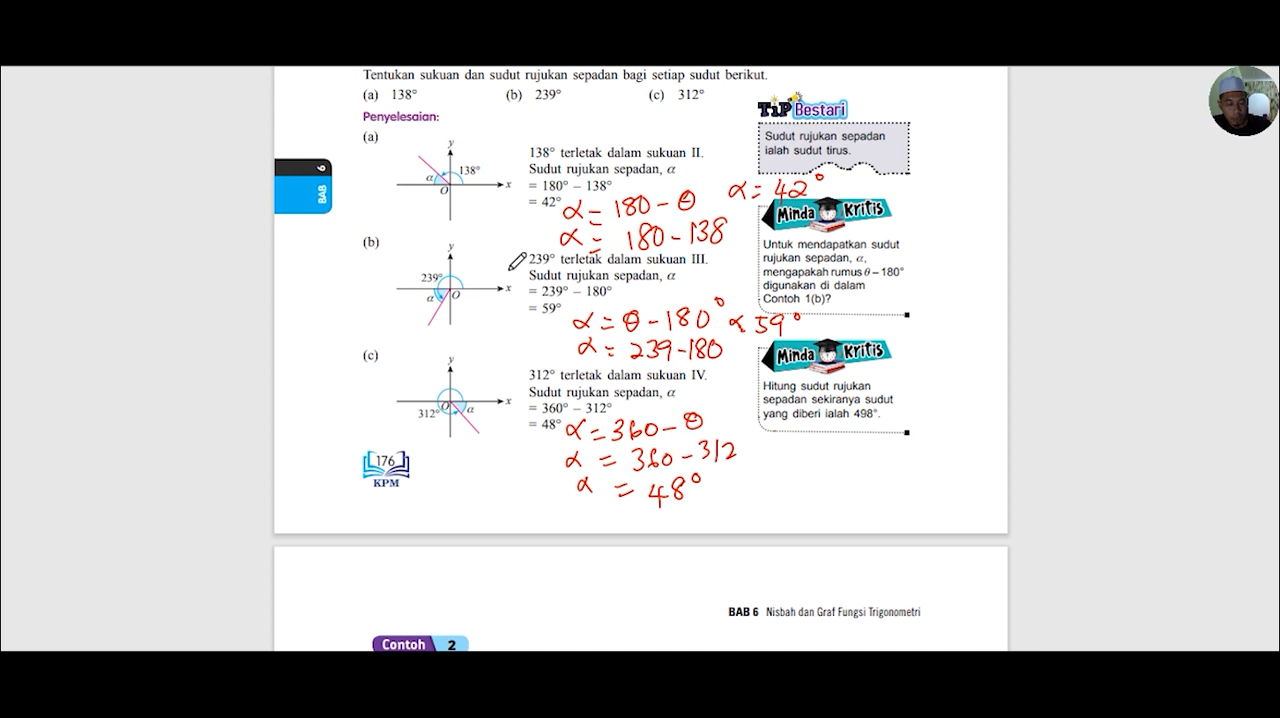 Tentukan sukuan dan sudut rujukan sepadan bagi setiap sudut berikut.
(a) 138° (b) 239° (c) 312°
Penyelesaian:
(a)
y
138°
α
O
x
138° terletak dalam sukuan II.
Sudut rujukan sepadan, α
= 180° – 138°
= 42°
α = 180 - θ
α = 180 - 138
α = 42°
(b)
y
239°
α
O
x
239° terletak dalam sukuan III.
Sudut rujukan sepadan, α
= 239° – 180°
= 59°
α = θ - 180°
α = 239 - 180
α 59°
(c)
y
312°
O
α
x
312° terletak dalam sukuan IV.
Sudut rujukan sepadan, α
= 360° – 312°
= 48°
α = 360 - θ
α = 360 - 312
α = 48°
TiP Bestari
Sudut rujukan sepadan
ialah sudut tirus.
Minda Kritis
Untuk mendapatkan sudut
rujukan sepadan, α,
mengapakah rumus θ – 180°
digunakan di dalam
Contoh 1(b)?
Minda Kritis
Hitung sudut rujukan
sepadan sekiranya sudut
yang diberi ialah 498°.
BAB 6
176
KPM
BAB 6 Nisbah dan Graf Fungsi Trigonometri
Contoh 2